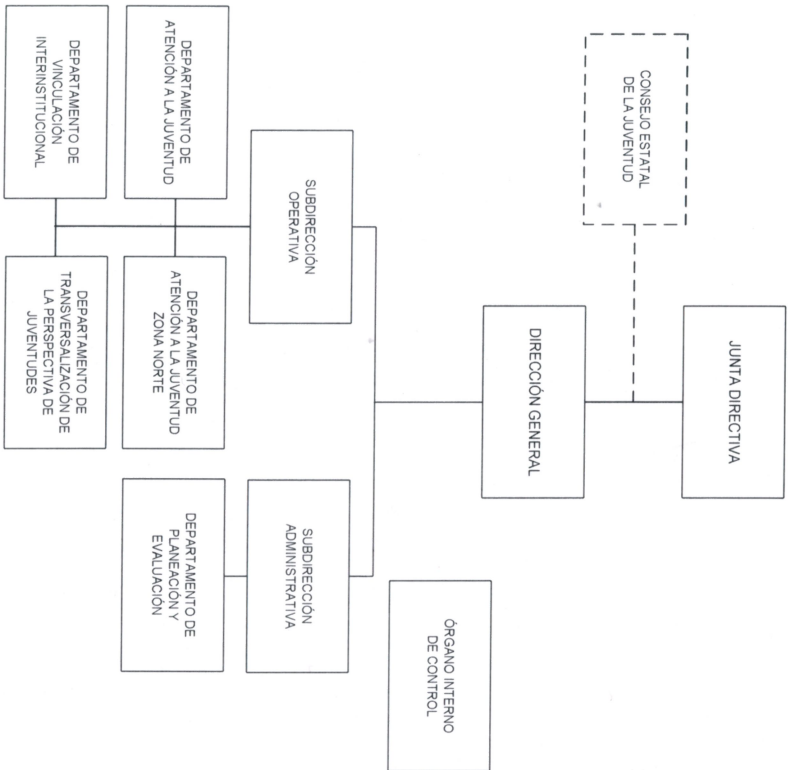 JUNTA DIRECTIVA
CONSEJO ESTATAL
DE LA JUVENTUD
DIRECCIÓN GENERAL
ÓRGANO INTERNO
DE CONTROL
SUBDIRECCIÓN
OPERATIVA
SUBDIRECCIÓN
ADMINISTRATIVA
DEPARTAMENTO DE
ATENCIÓN A LA JUVENTUD
DEPARTAMENTO DE
ATENCIÓN A LA JUVENTUD
ZONA NORTE
DEPARTAMENTO DE
PLANEACIÓN Y
EVALUACIÓN
DEPARTAMENTO DE
VINCULACIÓN
INTERINSTITUCIONAL
DEPARTAMENTO DE
TRANSVERSALIZACIÓN DE
LA PERSPECTIVA DE
JUVENTUDES